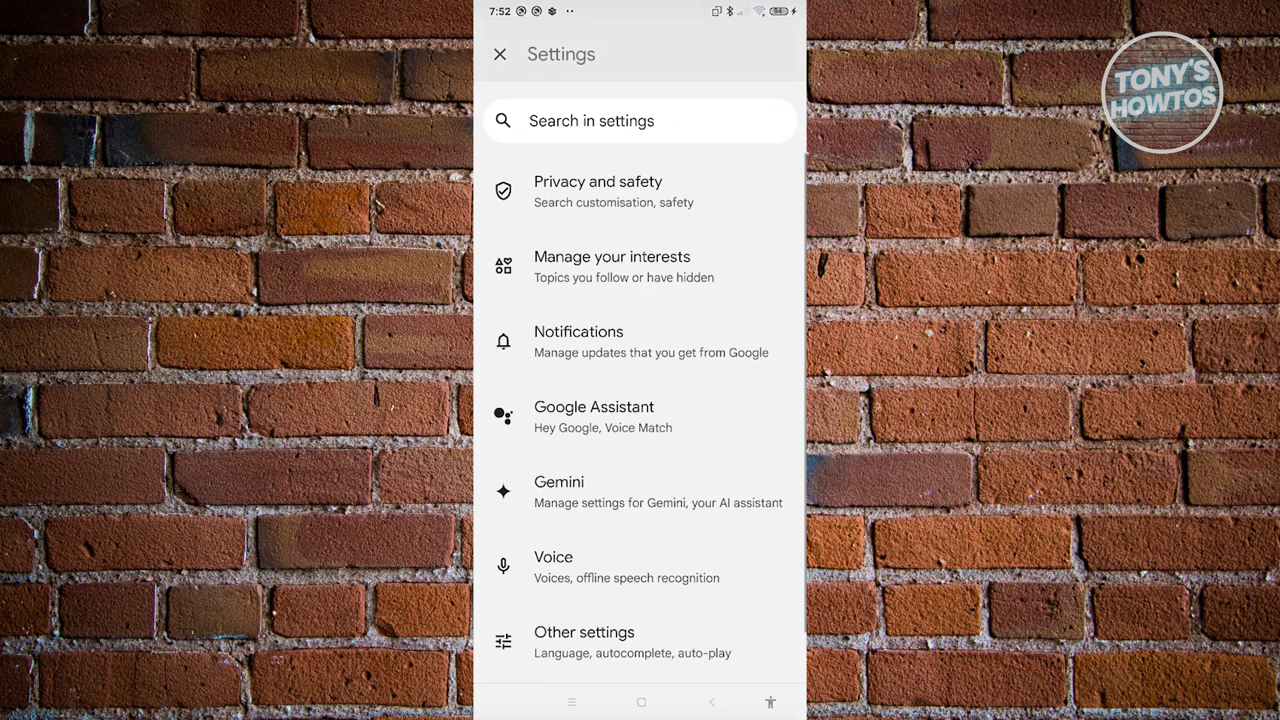 7:52
94
Settings
TONY'S
HOWTOS
Search in settings
Privacy and safety
Search customisation, safety
Manage your interests
Topics you follow or have hidden
Notifications
Manage updates that you get from Google
Google Assistant
Hey Google, Voice Match
Gemini
Manage settings for Gemini, your AI assistant
Voice
Voices, offline speech recognition
Other settings
Language, autocomplete, auto-play